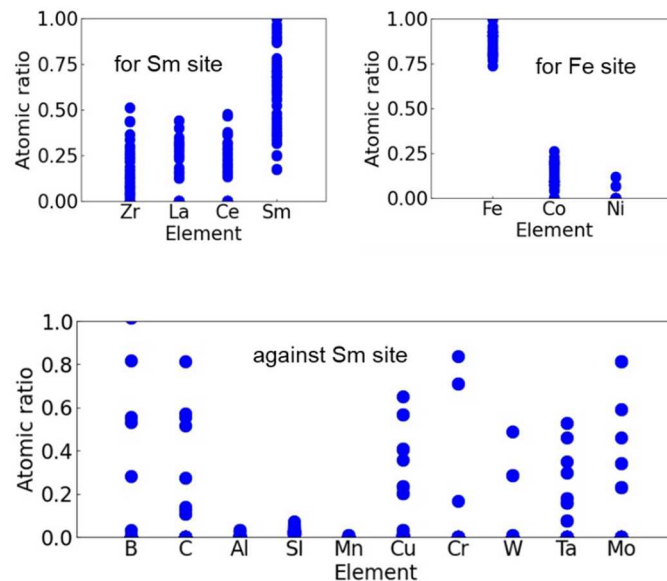 1.00
0.75
0.50
0.25
0.00
Atomic ratio
for Sm site
Zr La Ce Sm
Element
1.00
0.75
0.50
0.25
0.00
Atomic ratio
for Fe site
Fe Co Ni
Element
1.0
0.8
0.6
0.4
0.2
0.0
Atomic ratio
against Sm site
B C Al SI Mn Cu Cr W Ta Mo
Element